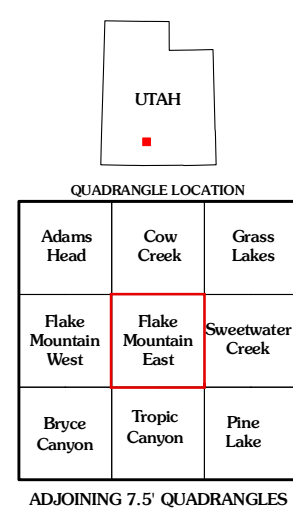 UTAH
QUADRANGLE LOCATION
Adams
Head
Cow
Creek
Grass
Lakes
Flake
Mountain
West
Flake
Mountain
East
Sweetwater
Creek
Bryce
Canyon
Tropic
Canyon
Pine
Lake
ADJOINING 7.5' QUADRANGLES